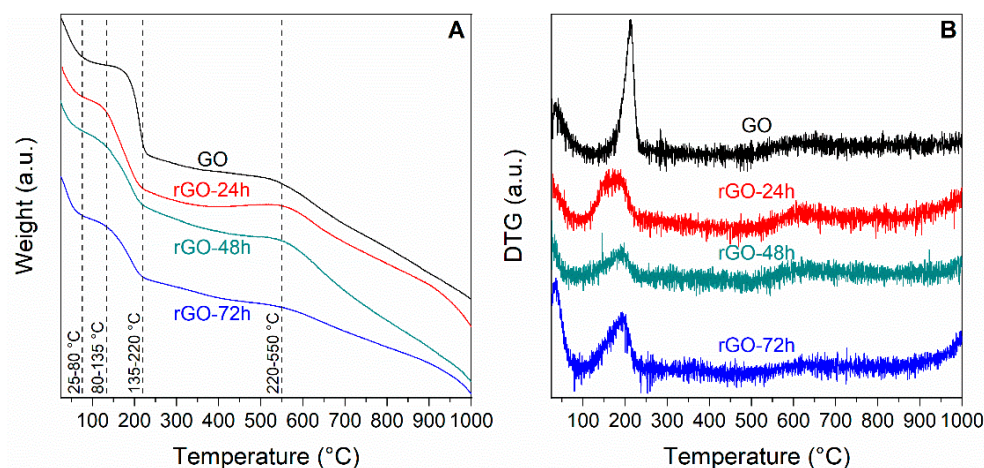 A
Weight (a.u.)
GO
rGO-24h
rGO-48h
rGO-72h
25-80 °C
80-135 °C
135-220 °C
220-550 °C
100 200 300 400 500 600 700 800 900 1000
Temperature (°C)
B
DTG (a.u.)
GO
rGO-24h
rGO-48h
rGO-72h
100 200 300 400 500 600 700 800 900 1000
Temperature (°C)